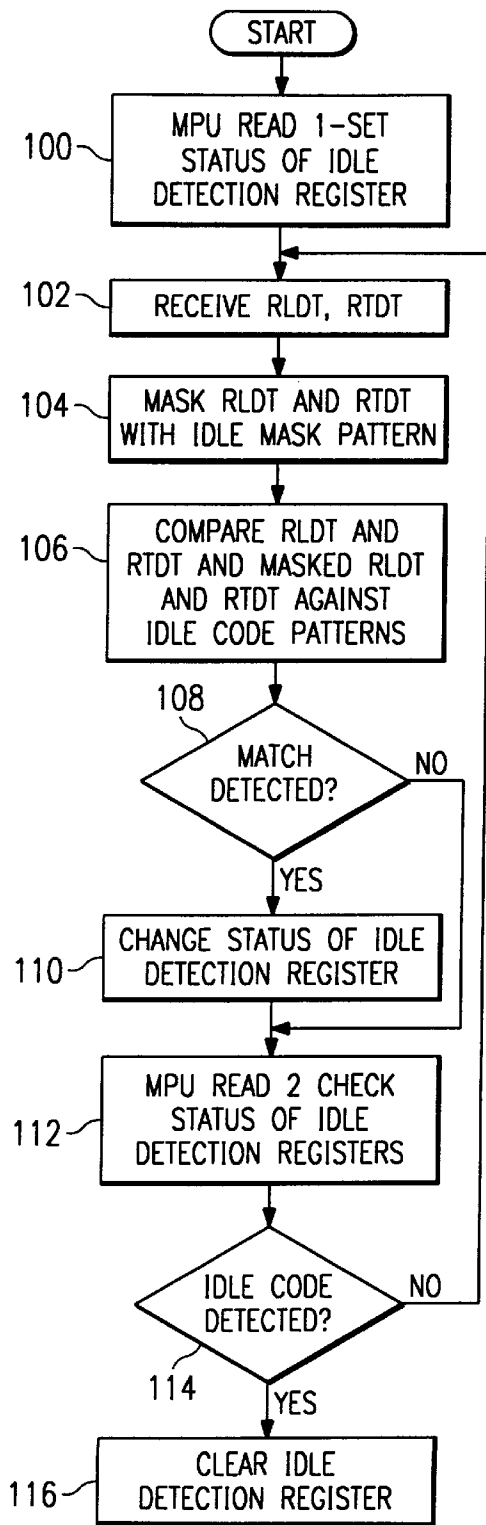 START
100
MPU READ 1-SET
STATUS OF IDLE
DETECTION REGISTER
102
RECEIVE RLDT, RTDT
104
MASK RLDT AND RTDT
WITH IDLE MASK PATTERN
106
COMPARE RLDT AND
RTDT AND MASKED RLDT
AND RTDT AGAINST
IDLE CODE PATTERNS
108
MATCH
DETECTED?
NO
YES
110
CHANGE STATUS OF IDLE
DETECTION REGISTER
112
MPU READ 2 CHECK
STATUS OF IDLE
DETECTION REGISTERS
IDLE CODE
DETECTED?
NO
114
YES
116
CLEAR IDLE
DETECTION REGISTER